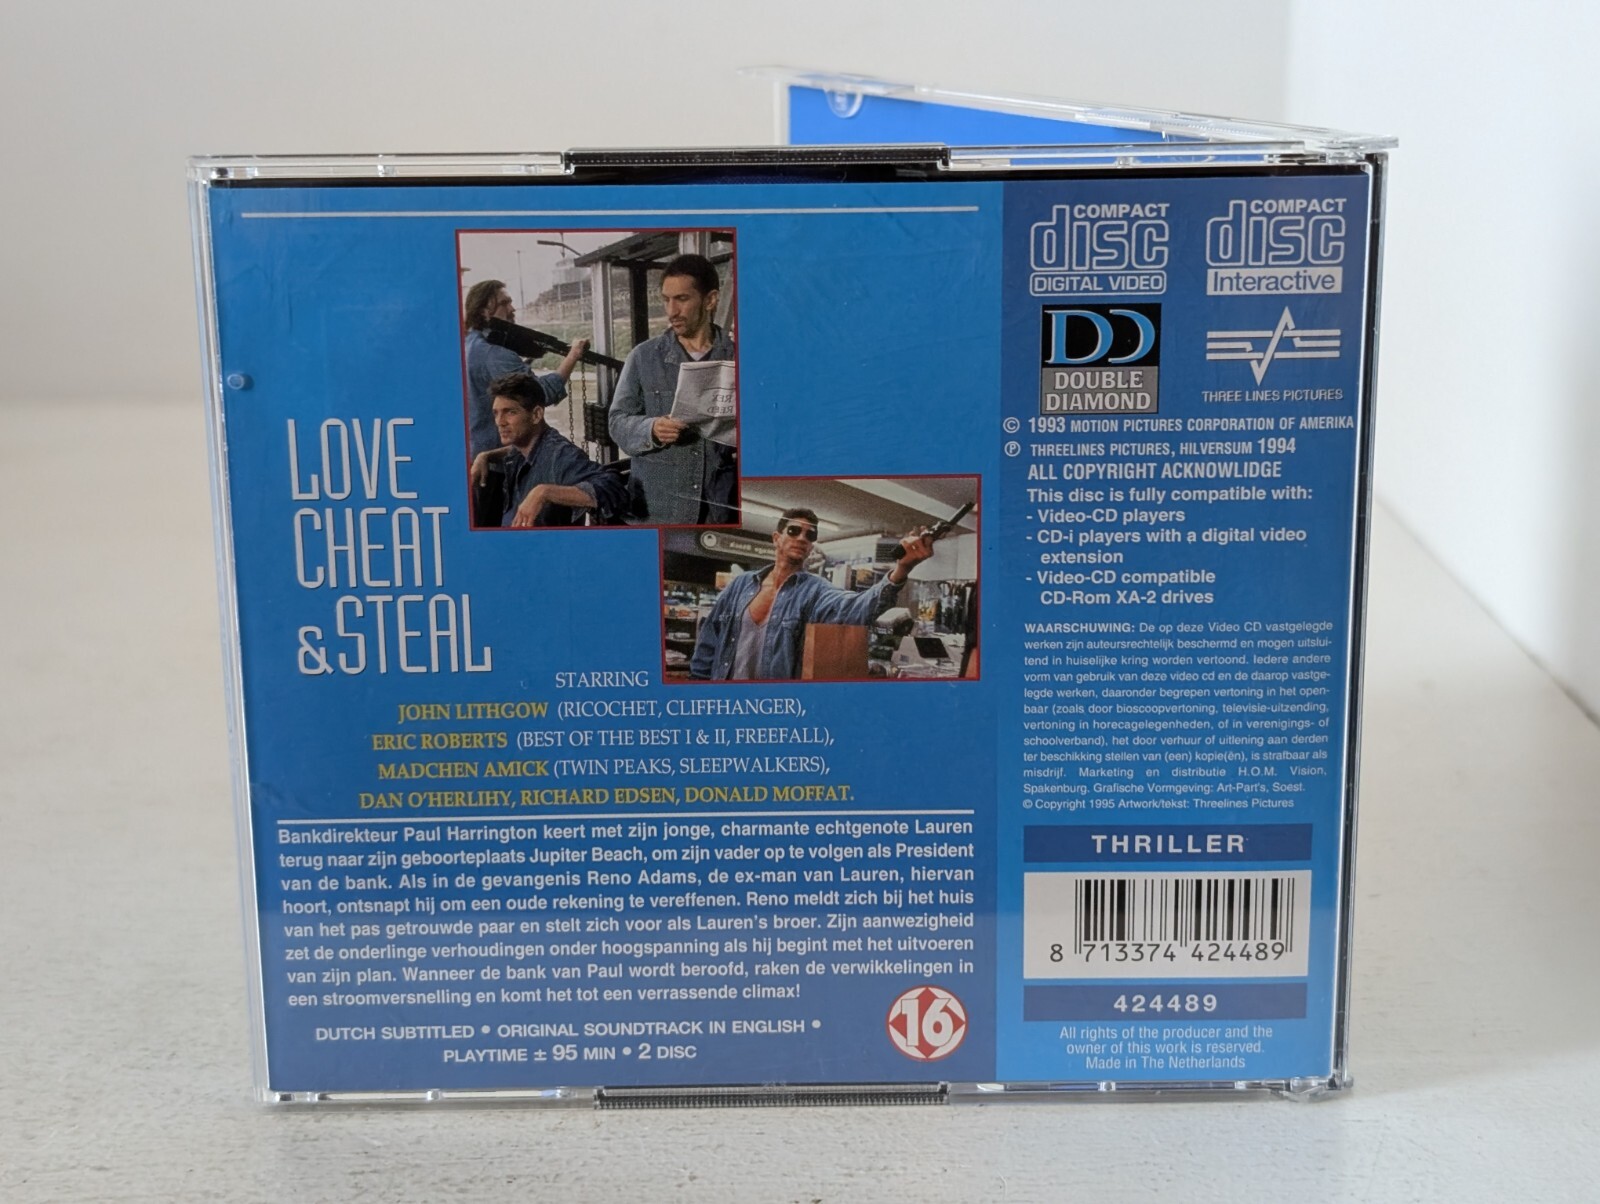 LOVE
CHEAT
& STEAL
STARRING
JOHN LITHGOW (RICOCHET, CLIFFHANGER),
ERIC ROBERTS (BEST OF THE BEST I & II, FREEFALL),
MADCHEN AMICK (TWIN PEAKS, SLEEPWALKERS),
DAN O'HERLIHY, RICHARD EDSEN, DONALD MOFFAT.
Bankdirekteur Paul Harrington keert met zijn jonge, charmante echtgenote Lauren
terug naar zijn geboorteplaats Jupiter Beach, om zijn vader op te volgen als President
van de bank. Als in de gevangenis Reno Adams, de ex-man van Lauren, hiervan
hoort, ontsnapt hij om een oude rekening te vereffenen. Reno meldt zich bij het huis
van het pas getrouwde paar en stelt zich voor als Lauren's broer. Zijn aanwezigheid
zet de onderlinge verhoudingen onder hoogspanning als hij begint met het uitvoeren
van zijn plan. Wanneer de bank van Paul wordt beroofd, raken de verwikkelingen in
een stroomversnelling en komt het tot een verrassende climax!
DUTCH SUBTITLED • ORIGINAL SOUNDTRACK IN ENGLISH •
PLAYTIME ± 95 MIN • 2 DISC
16
COMPACT
disc
DIGITAL VIDEO
COMPACT
disc
Interactive
DOUBLE
DIAMOND
THREE LINES PICTURES
© 1993 MOTION PICTURES CORPORATION OF AMERIKA
℗ THREELINES PICTURES, HILVERSUM 1994
ALL COPYRIGHT ACKNOWLIDGE
This disc is fully compatible with:
- Video-CD players
- CD-i players with a digital video
extension
- Video-CD compatible
CD-Rom XA-2 drives
WAARSCHUWING: De op deze Video CD vastgelegde
werken zijn auteursrechtelijk beschermd en mogen uitslui-
tend in huiselijke kring worden vertoond. Iedere andere
vorm van gebruik van deze video cd en de daarop vastge-
legde werken, daaronder begrepen vertoning in het open-
baar (zoals door bioscoopvertoning, televisie-uitzending,
vertoning in horecagelegenheden, of in verenigings- of
schoolverband), het door verhuur of uitlening aan derden
ter beschikking stellen van (een) kopie(ën), is strafbaar als
misdrijf. Marketing en distributie H.O.M. Vision,
Spakenburg. Grafische Vormgeving: Art-Part's, Soest.
© Copyright 1995 Artwork/tekst: Threelines Pictures
THRILLER
8 713374 424489
424489
All rights of the producer and the
owner of this work is reserved.
Made in The Netherlands